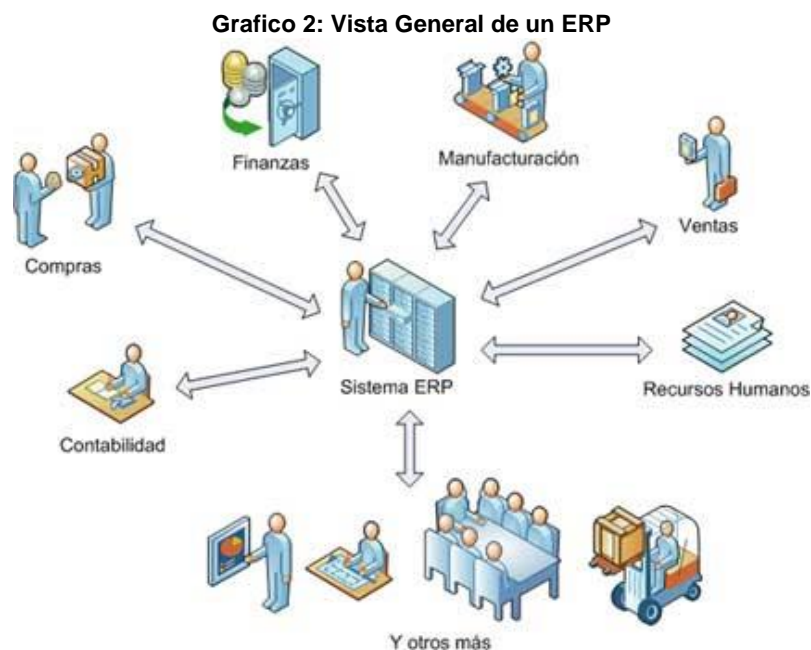 Grafico 2: Vista General de un ERP
Finanzas
Manufacturación
Ventas
Compras
Sistema ERP
Recursos Humanos
Contabilidad
Y otros más